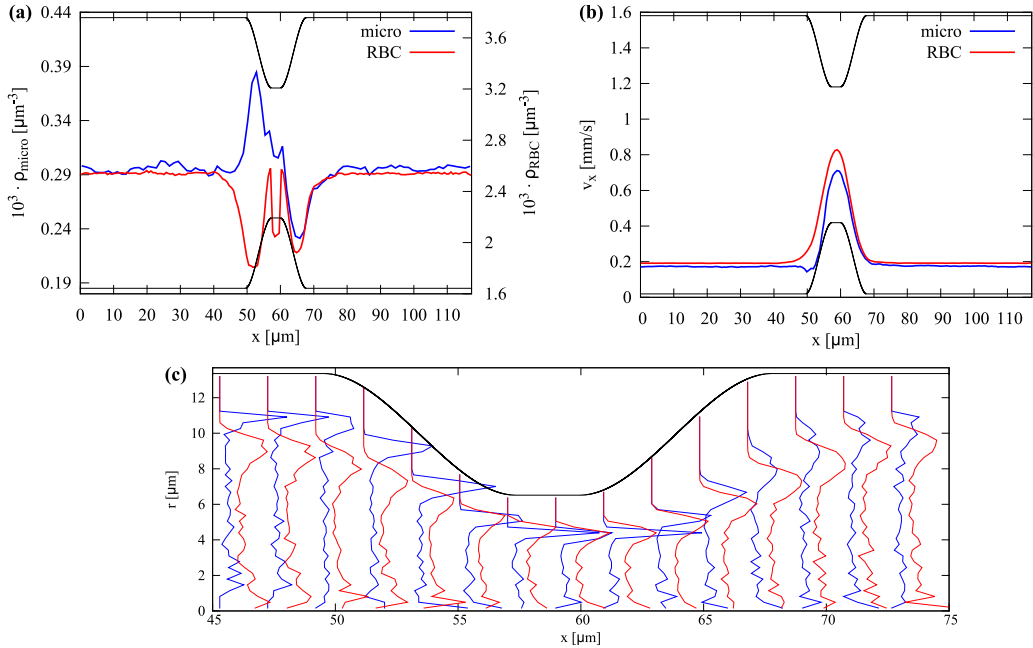 (a)
micro
RBC
0.44
0.39
0.34
0.29
0.24
0.19
3.6
3.2
2.8
2.4
2
1.6
10³ · ρmicro [µm⁻³]
10³ · ρRBC [µm⁻³]
0 10 20 30 40 50 60 70 80 90 100 110
x [µm]
(b)
micro
RBC
1.6
1.4
1.2
1
0.8
0.6
0.4
0.2
0
vx [mm/s]
0 10 20 30 40 50 60 70 80 90 100 110
x [µm]
(c)
12
10
8
6
4
2
0
r [µm]
45 50 55 60 65 70 75
x [µm]